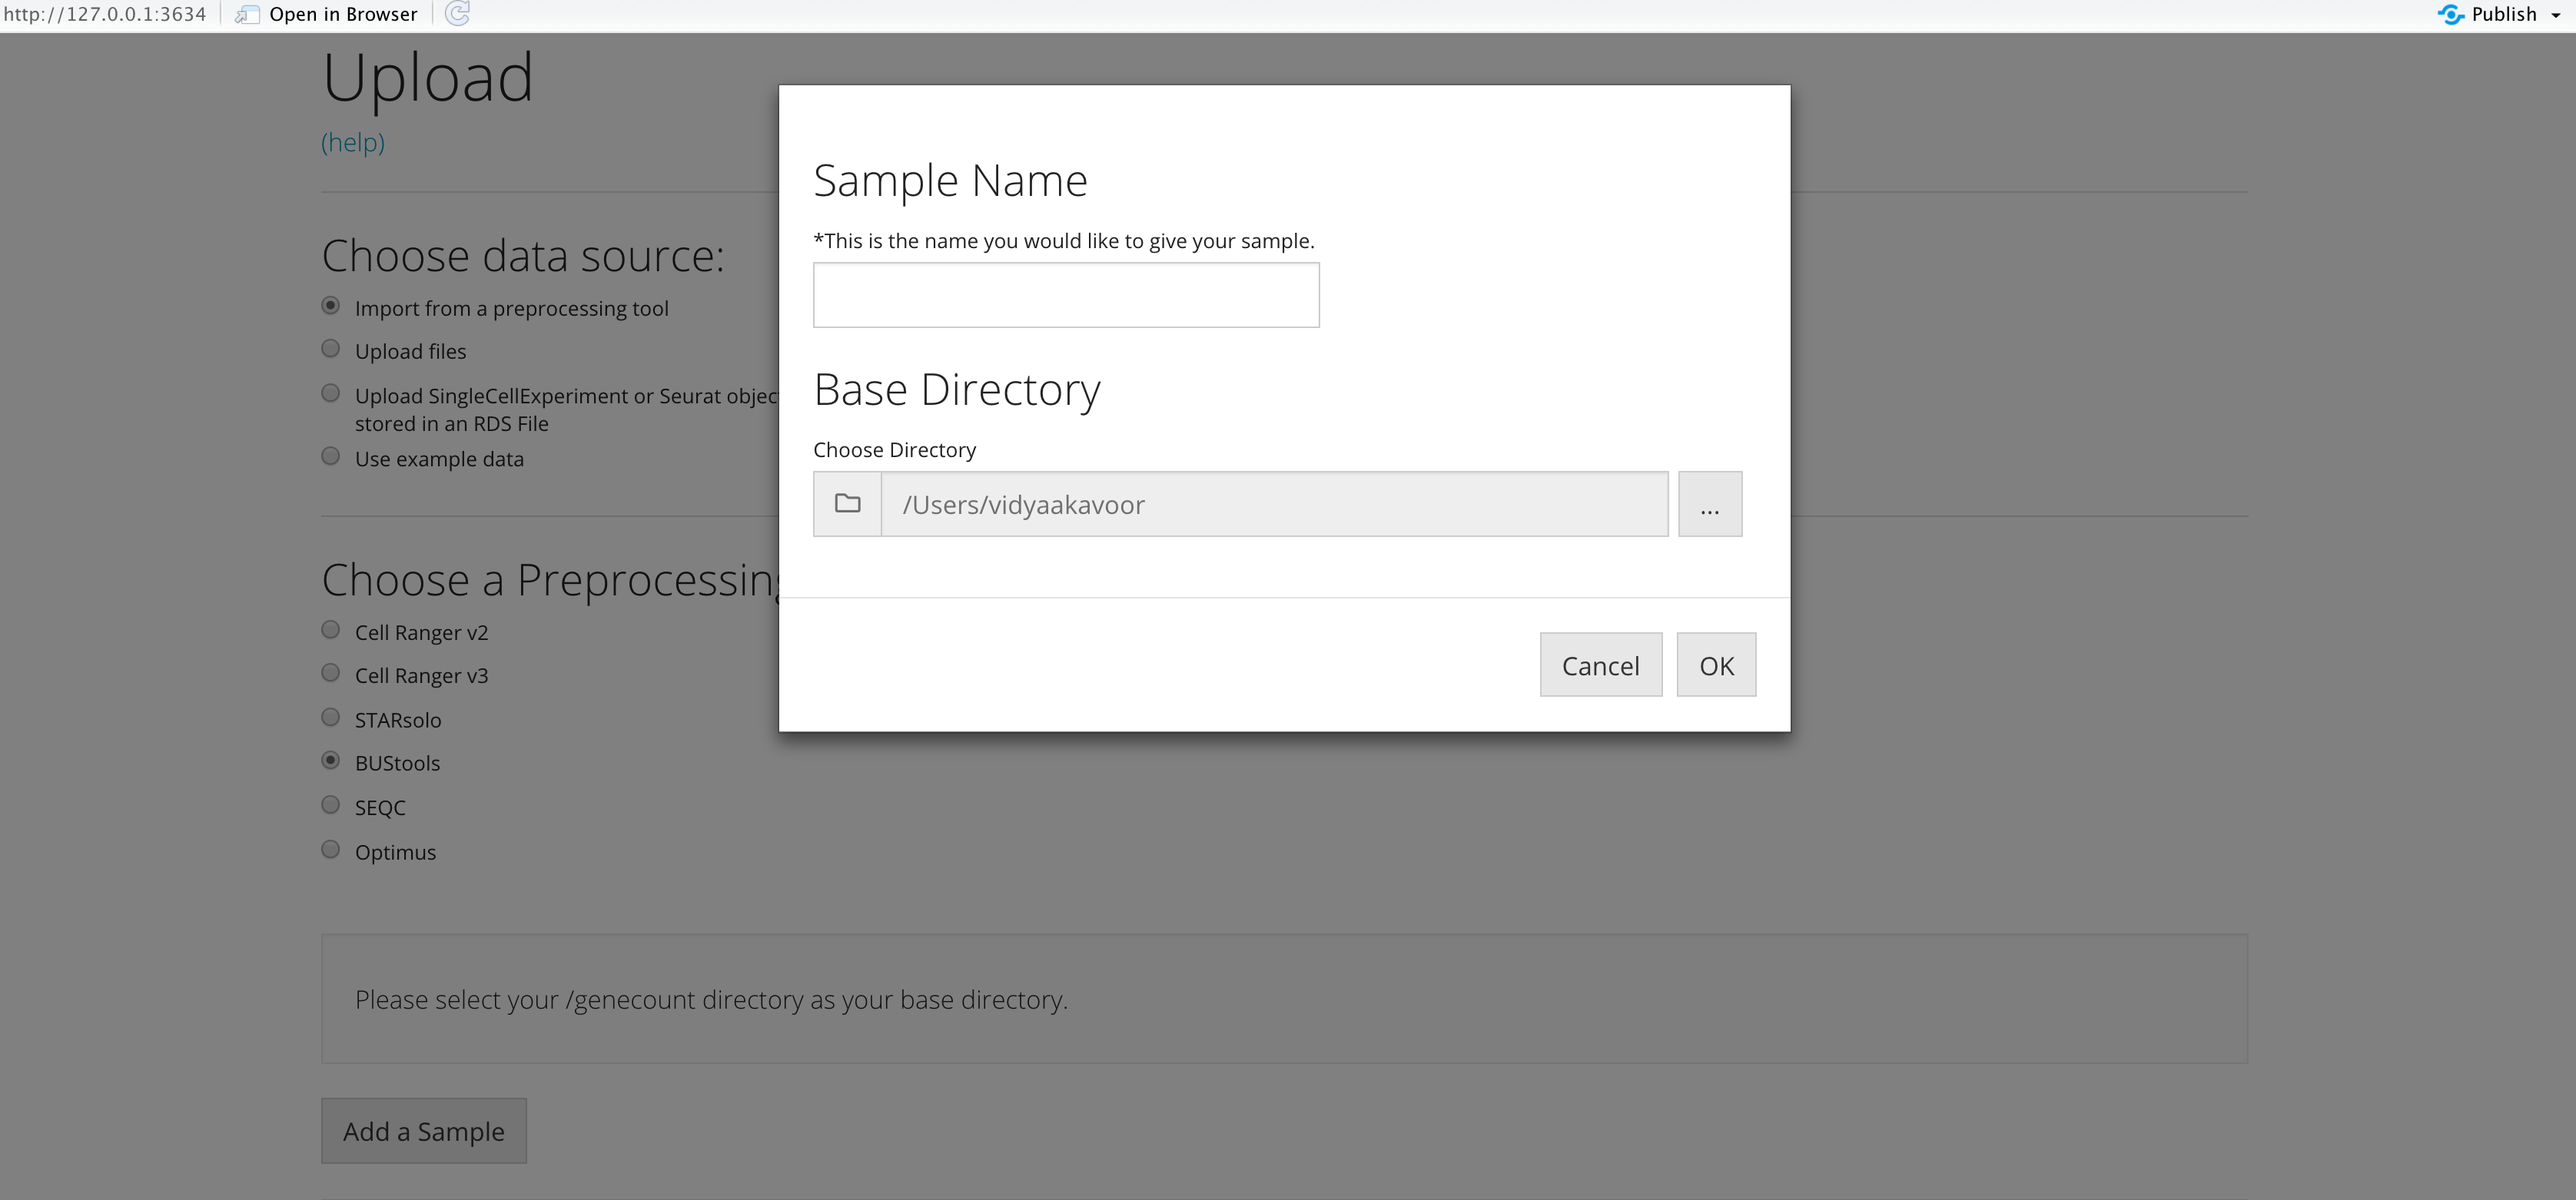 http://127.0.0.1:3634 Open in Browser Publish
Upload
(help)
Choose data source:
Import from a preprocessing tool
Upload files
Upload SingleCellExperiment or Seurat objec
stored in an RDS File
Use example data
Choose a Preprocessing
Cell Ranger v2
Cell Ranger v3
STARsolo
BUStools
SEQC
Optimus
Please select your /genecount directory as your base directory.
Add a Sample
Sample Name
*This is the name you would like to give your sample.
Base Directory
Choose Directory
/Users/vidyaakavoor ...
Cancel OK